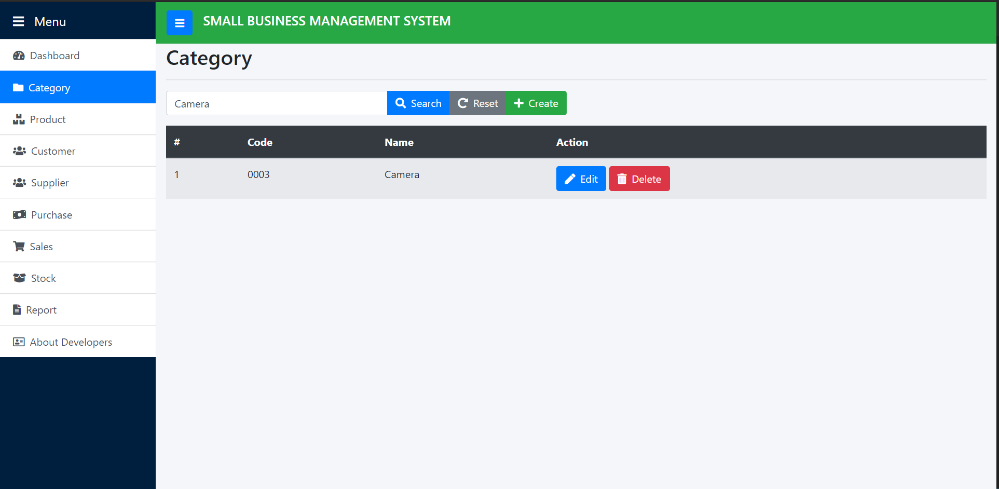 Menu
SMALL BUSINESS MANAGEMENT SYSTEM
Dashboard
Category
Product
Customer
Supplier
Purchase
Sales
Stock
Report
About Developers
Category
Camera Search Reset Create
# Code Name Action
1 0003 Camera Edit Delete